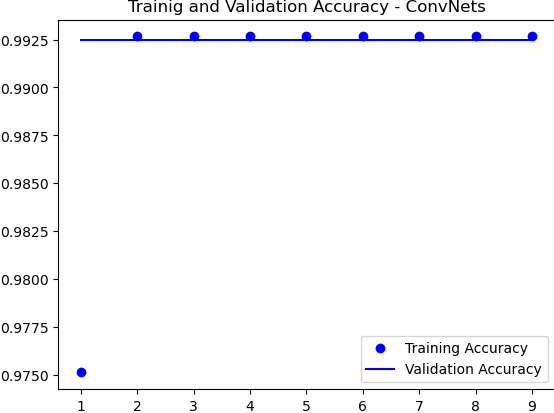 Trainig and Validation Accuracy - ConvNets
0.9925
0.9900
0.9875
0.9850
0.9825
0.9800
0.9775
0.9750
Training Accuracy
Validation Accuracy
1 2 3 4 5 6 7 8 9